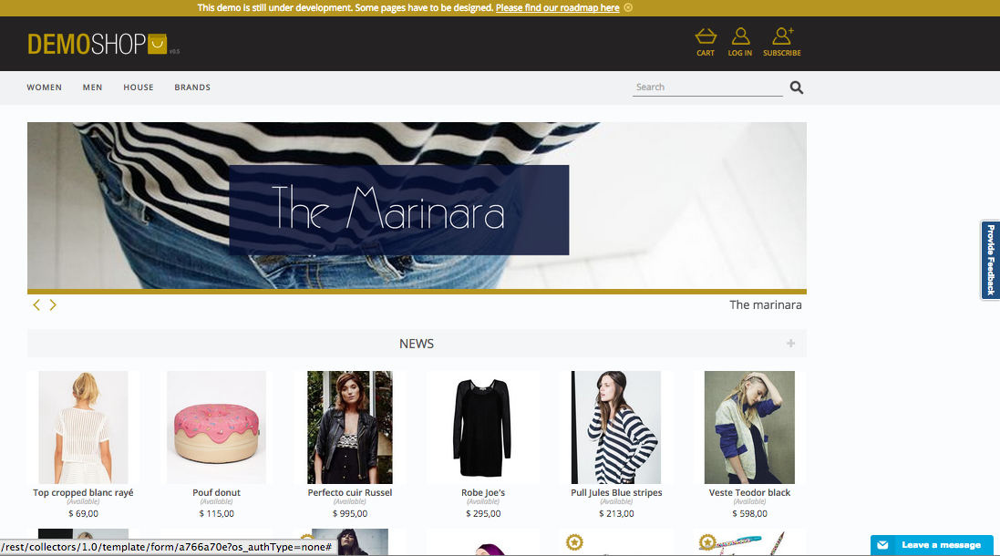 This demo is still under development. Some pages have to be designed. Please find our roadmap here
DEMOSHOP v0.5
CART LOG IN SUBSCRIBE
WOMEN MEN HOUSE BRANDS Search
The Marinara
Provide Feedback
The marinara
NEWS
Top cropped blanc rayé Pouf donut Perfecto cuir Russel Robe Joe's Pull Jules Blue stripes Veste Teodor black
(Available) (Available) (Available) (Available) (Available) (Available)
$ 69,00 $ 115,00 $ 995,00 $ 295,00 $ 213,00 $ 598,00
/rest/collectors/1.0/template/form/a766a70e?os_authType=none#
Leave a message